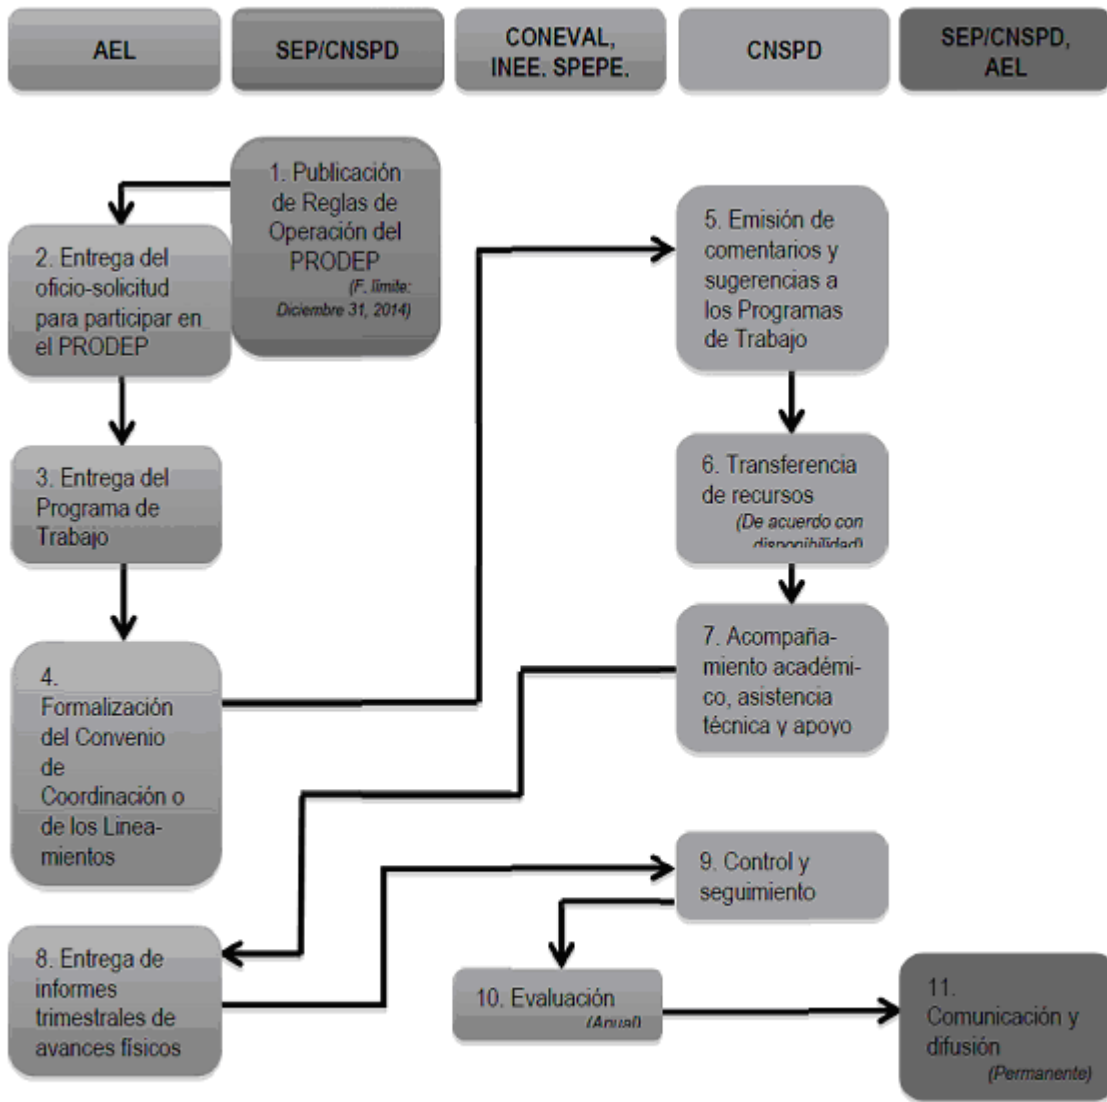 AEL
SEP/CNSPD
CONEVAL,
INEE. SPEPE.
CNSPD
SEP/CNSPD,
AEL
1. Publicación
de Reglas de
Operación del
PRODEP
(F. límite:
Diciembre 31, 2014)
2. Entrega del
oficio-solicitud
para participar en
el PRODEP
3. Entrega del
Programa de
Trabajo
4.
Formalización
del Convenio
de
Coordinación o
de los Linea-
mientos
5. Emisión de
comentarios y
sugerencias a
los Programas
de Trabajo
6. Transferencia
de recursos
(De acuerdo con
disponibilidad)
7. Acompaña-
miento académi-
co, asistencia
técnica y apoyo
8. Entrega de
informes
trimestrales de
avances físicos
9. Control y
seguimiento
10. Evaluación
(Anual)
11.
Comunicación y
difusión
(Permanente)